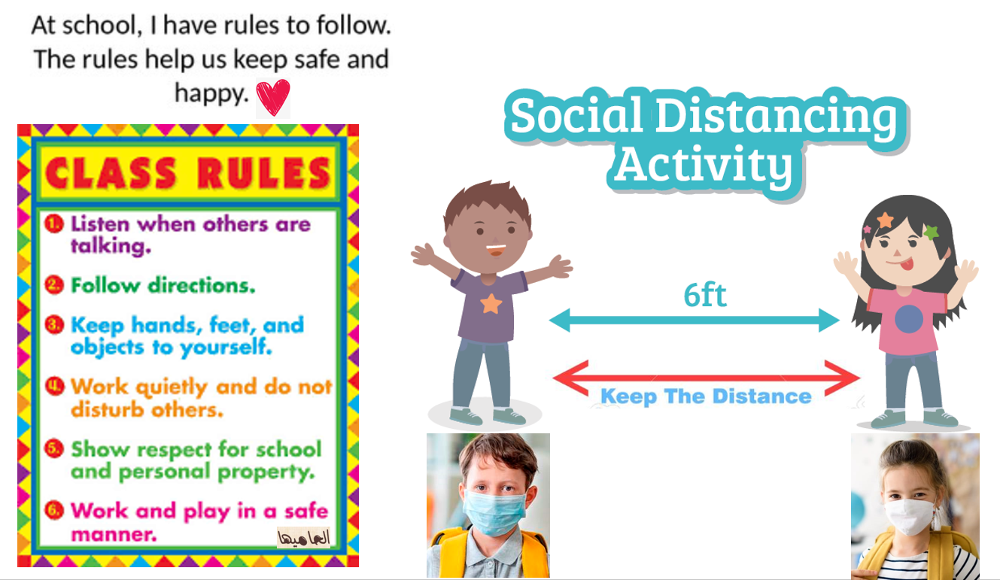 At school, I have rules to follow.
The rules help us keep safe and
happy.
CLASS RULES
1. Listen when others are
talking.
2. Follow directions.
3. Keep hands, feet, and
objects to yourself.
4. Work quietly and do not
disturb others.
5. Show respect for school
and personal property.
6. Work and play in a safe
manner.
Social Distancing
Activity
6ft
Keep The Distance